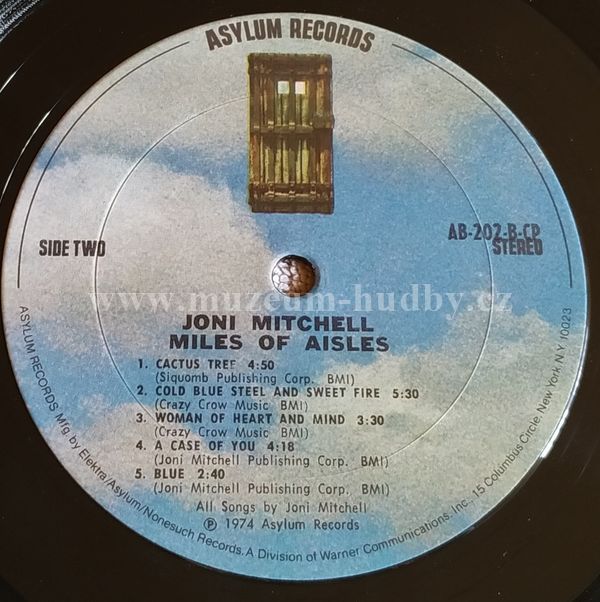 ASYLUM RECORDS
SIDE TWO
AB-202-B-CP
STEREO
www.muzeum-hudby.cz
JONI MITCHELL
MILES OF AISLES
1. CACTUS TREE 4:50
(Siquomb Publishing Corp. BMI)
2. COLD BLUE STEEL AND SWEET FIRE 5:30
(Crazy Crow Music BMI)
3. WOMAN OF HEART AND MIND 3:30
(Crazy Crow Music BMI)
4. A CASE OF YOU 4:18
(Joni Mitchell Publishing Corp. BMI)
5. BLUE 2:40
(Joni Mitchell Publishing Corp. BMI)
All Songs by Joni Mitchell
℗ 1974 Asylum Records
ASYLUM RECORDS Mfg. by Elektra/Asylum/Nonesuch Records. A Division of Warner Communications, Inc., 15 Columbus Circle, New York, N.Y. 10023